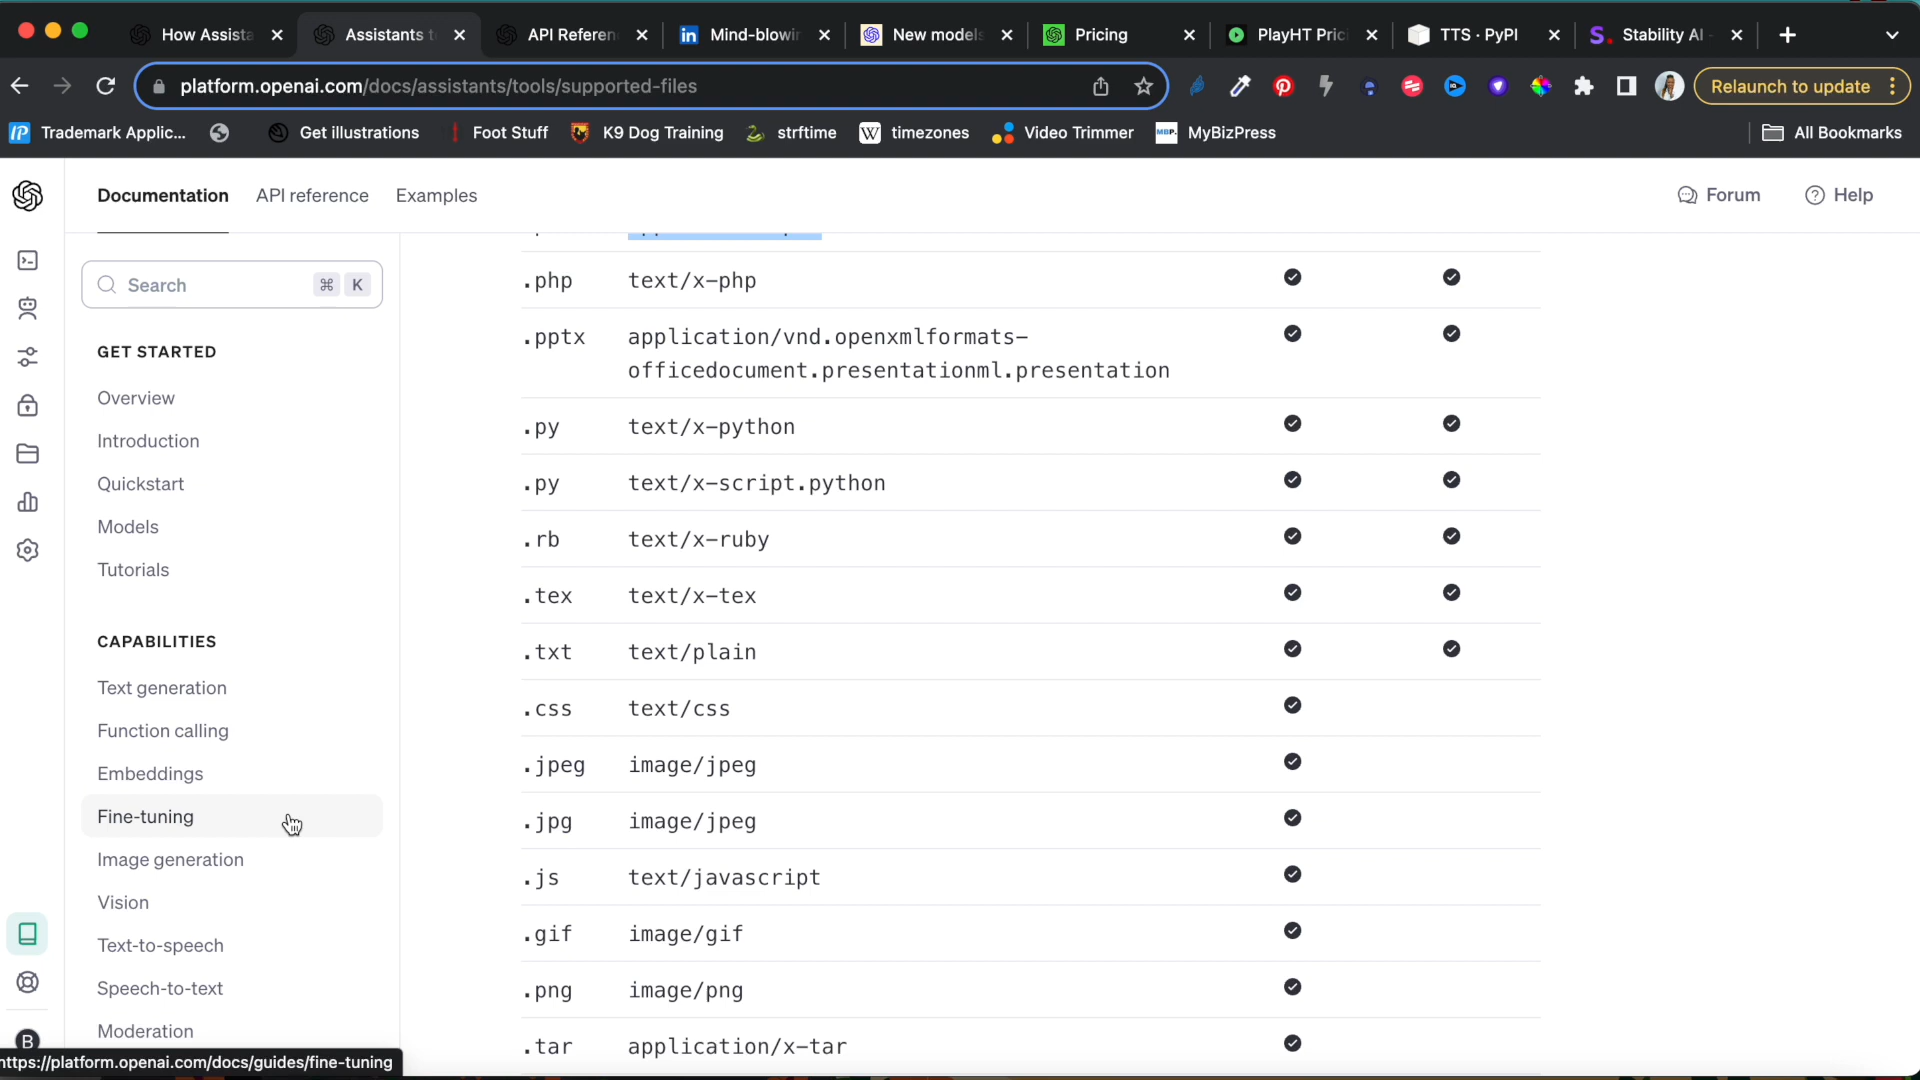 How Assista
Assistants t
API Referen
Mind-blowin
New models
Pricing
PlayHT Pric
TTS · PyPI
Stability AI -
platform.openai.com/docs/assistants/tools/supported-files
Relaunch to update
Trademark Applic...
Get illustrations
Foot Stuff
K9 Dog Training
strftime
W timezones
Video Trimmer
MBP. MyBizPress
All Bookmarks
Documentation
API reference
Examples
Forum
Help
Search
⌘ K
GET STARTED
Overview
Introduction
Quickstart
Models
Tutorials
CAPABILITIES
Text generation
Function calling
Embeddings
Fine-tuning
Image generation
Vision
Text-to-speech
Speech-to-text
Moderation
B
https://platform.openai.com/docs/guides/fine-tuning
.php text/x-php
.pptx application/vnd.openxmlformats-
officedocument.presentationml.presentation
.py text/x-python
.py text/x-script.python
.rb text/x-ruby
.tex text/x-tex
.txt text/plain
.css text/css
.jpeg image/jpeg
.jpg image/jpeg
.js text/javascript
.gif image/gif
.png image/png
.tar application/x-tar